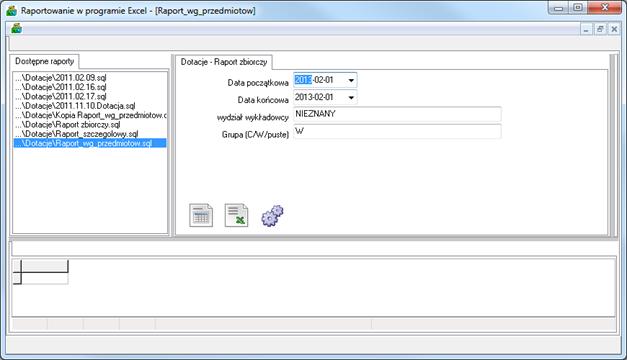 Raportowanie w programie Excel - [Raport_wg_przedmiotow]
Dostępne raporty
...\Dotacje\2011.02.09.sql
...\Dotacje\2011.02.16.sql
...\Dotacje\2011.02.17.sql
...\Dotacje\2011.11.10.Dotacja.sql
...\Dotacje\Kopia Raport_wg_przedmiotow.
...\Dotacje\Raport zbiorczy.sql
...\Dotacje\Raport_szczegolowy.sql
...\Dotacje\Raport_wg_przedmiotow.sql
Dotacje - Raport zbiorczy
Data początkowa 2013-02-01
Data końcowa 2013-02-01
wydział wykładowcy NIEZNANY
Grupa (C/W/puste) W